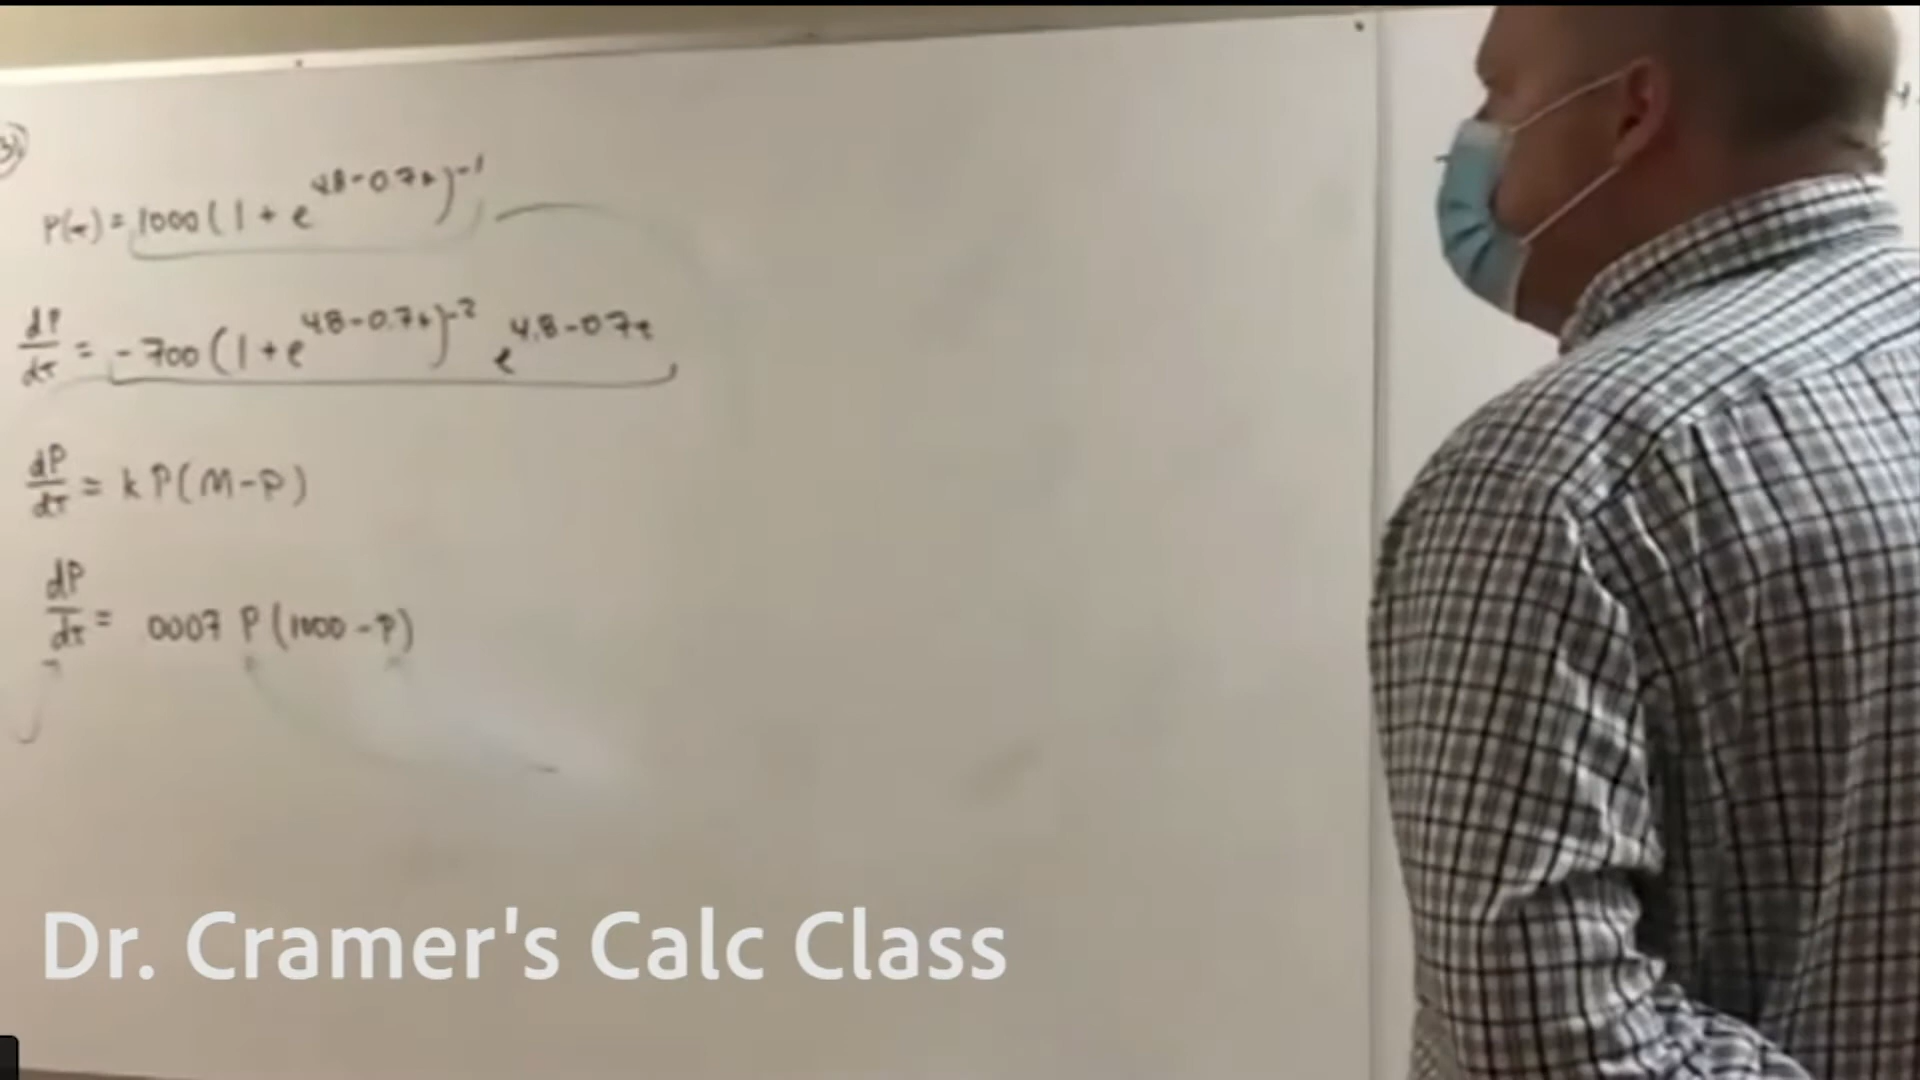 3)
P(t) = 1000(1 + e^{4.8-0.7t})^{-1}
dP/dt = -700(1+e^{4.8-0.7t})^{-2} e^{4.8-0.7t}
dP/dt = kP(M-P)
dP/dt = 0007 P(1000-P)
Dr. Cramer's Calc Class